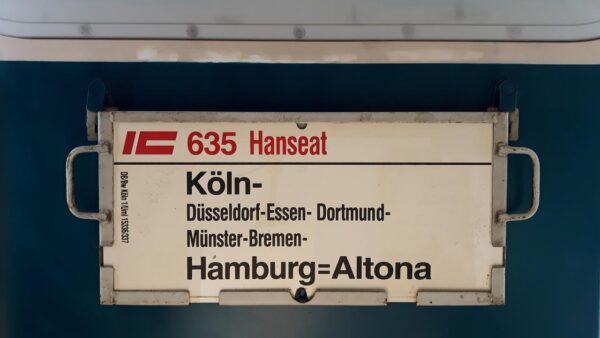 IC 635 Hanseat
Köln-
Düsseldorf-Essen- Dortmund-
Münster-Bremen-
Hamburg=Altona